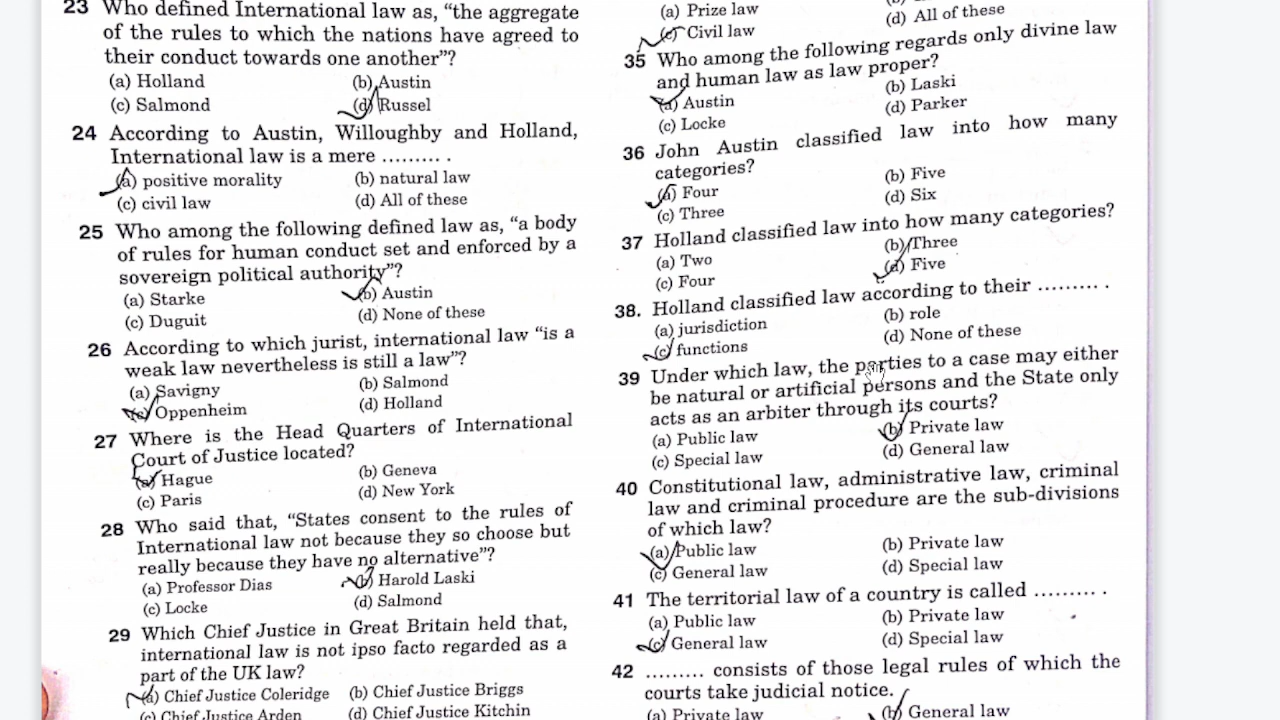 23 Who defined International law as, "the aggregate
of the rules to which the nations have agreed to
their conduct towards one another"?
(a) Holland (b) Austin
(c) Salmond (d) Russel
24 According to Austin, Willoughby and Holland,
International law is a mere ......... .
(a) positive morality (b) natural law
(c) civil law (d) All of these
25 Who among the following defined law as, "a body
of rules for human conduct set and enforced by a
sovereign political authority"?
(a) Starke (b) Austin
(c) Duguit (d) None of these
26 According to which jurist, international law "is a
weak law nevertheless is still a law"?
(a) Savigny (b) Salmond
(c) Oppenheim (d) Holland
27 Where is the Head Quarters of International
Court of Justice located?
(a) Hague (b) Geneva
(c) Paris (d) New York
28 Who said that, "States consent to the rules of
International law not because they so choose but
really because they have no alternative"?
(a) Professor Dias (b) Harold Laski
(c) Locke (d) Salmond
29 Which Chief Justice in Great Britain held that,
international law is not ipso facto regarded as a
part of the UK law?
(a) Chief Justice Coleridge (b) Chief Justice Briggs
(c) Chief Justice Arden (d) Chief Justice Kitchin
(a) Prize law
(c) Civil law (d) All of these
35 Who among the following regards only divine law
and human law as law proper?
(a) Austin (b) Laski
(c) Locke (d) Parker
36 John Austin classified law into how many
categories?
(a) Four (b) Five
(c) Three (d) Six
37 Holland classified law into how many categories?
(a) Two (b) Three
(c) Four (d) Five
38. Holland classified law according to their ......... .
(a) jurisdiction (b) role
(c) functions (d) None of these
39 Under which law, the parties to a case may either
be natural or artificial persons and the State only
acts as an arbiter through its courts?
(a) Public law (b) Private law
(c) Special law (d) General law
40 Constitutional law, administrative law, criminal
law and criminal procedure are the sub-divisions
of which law?
(a) Public law (b) Private law
(c) General law (d) Special law
41 The territorial law of a country is called ......... .
(a) Public law (b) Private law
(c) General law (d) Special law
42 ......... consists of those legal rules of which the
courts take judicial notice.
(a) Private law (b) General law